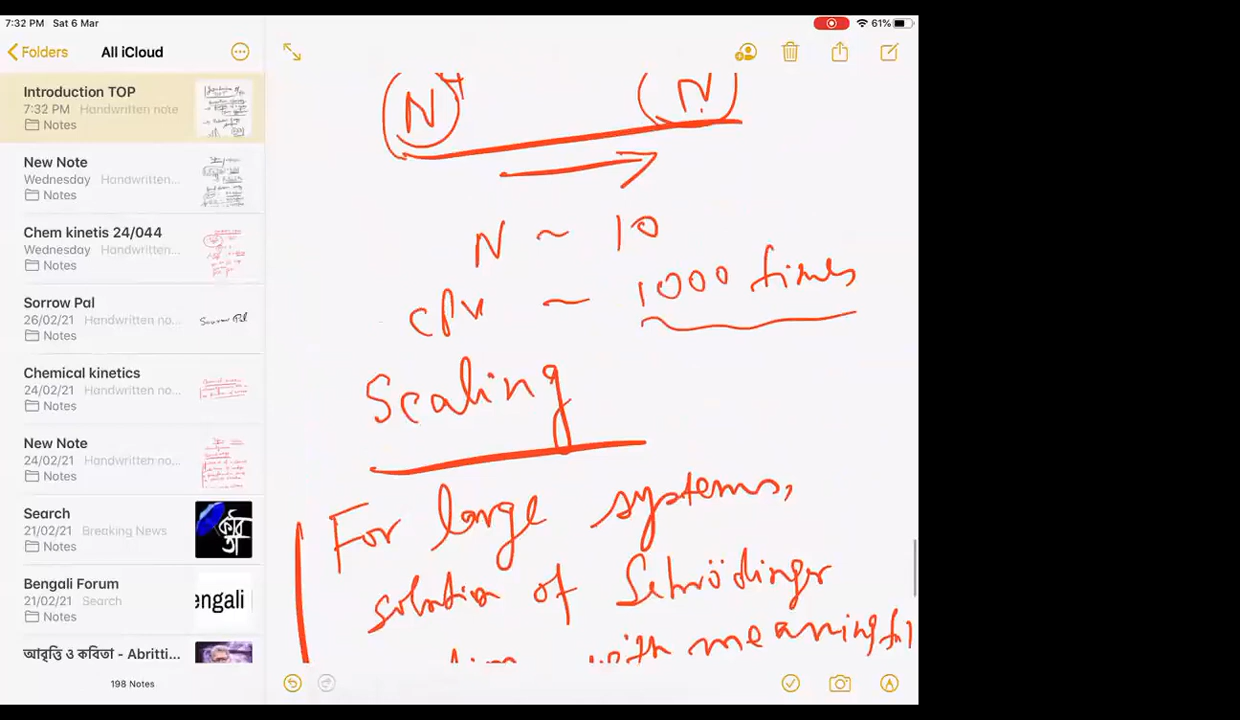 7:32 PM Sat 6 Mar
61%
Folders
All iCloud
Introduction TOP
7:32 PM Handwritten note
Notes
New Note
Wednesday Handwritten...
Notes
Chem kinetis 24/044
Wednesday Handwritten...
Notes
Sorrow Pal
26/02/21 Handwritten no...
Notes
Chemical kinetics
24/02/21 Handwritten no...
Notes
New Note
24/02/21 Handwritten no...
Notes
Search
21/02/21 Breaking News
Notes
Bengali Forum
21/02/21 Search
Notes
engali
আবৃত্তি ও কবিতা - Abritti...
198 Notes
N⁴ N
N ~ 10
CPU ~ 1000 times
Scaling
For large systems,
solution of Schrödinger
with meaningful